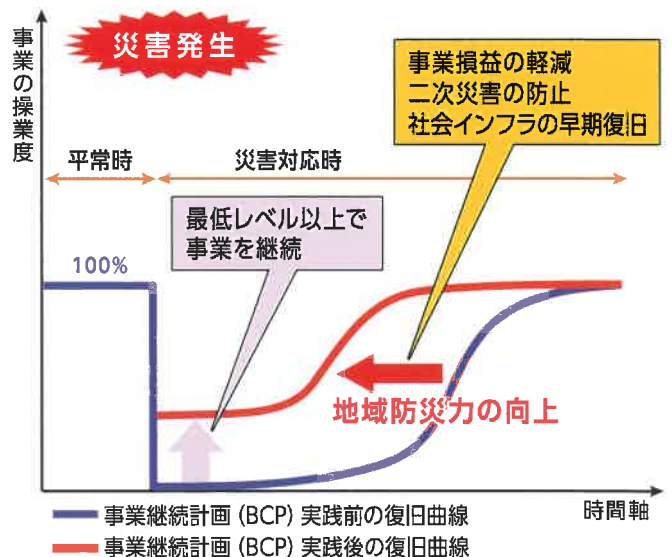 災害発生
事業の操業度
事業損益の軽減
二次災害の防止
社会インフラの早期復旧
平常時
災害対応時
最低レベル以上で
事業を継続
100%
地域防災力の向上
時間軸
事業継続計画 (BCP) 実践前の復旧曲線
事業継続計画 (BCP) 実践後の復旧曲線